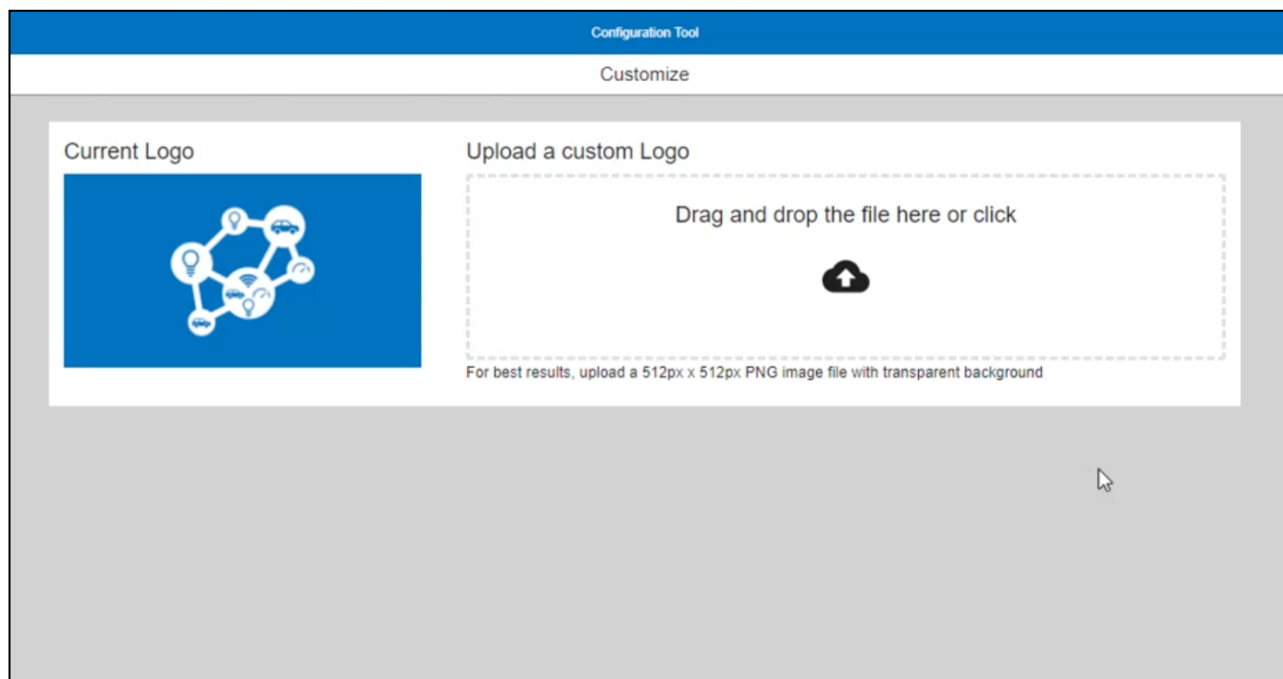 Configuration Tool
Customize
Current Logo
Upload a custom Logo
Drag and drop the file here or click
For best results, upload a 512px x 512px PNG image file with transparent background